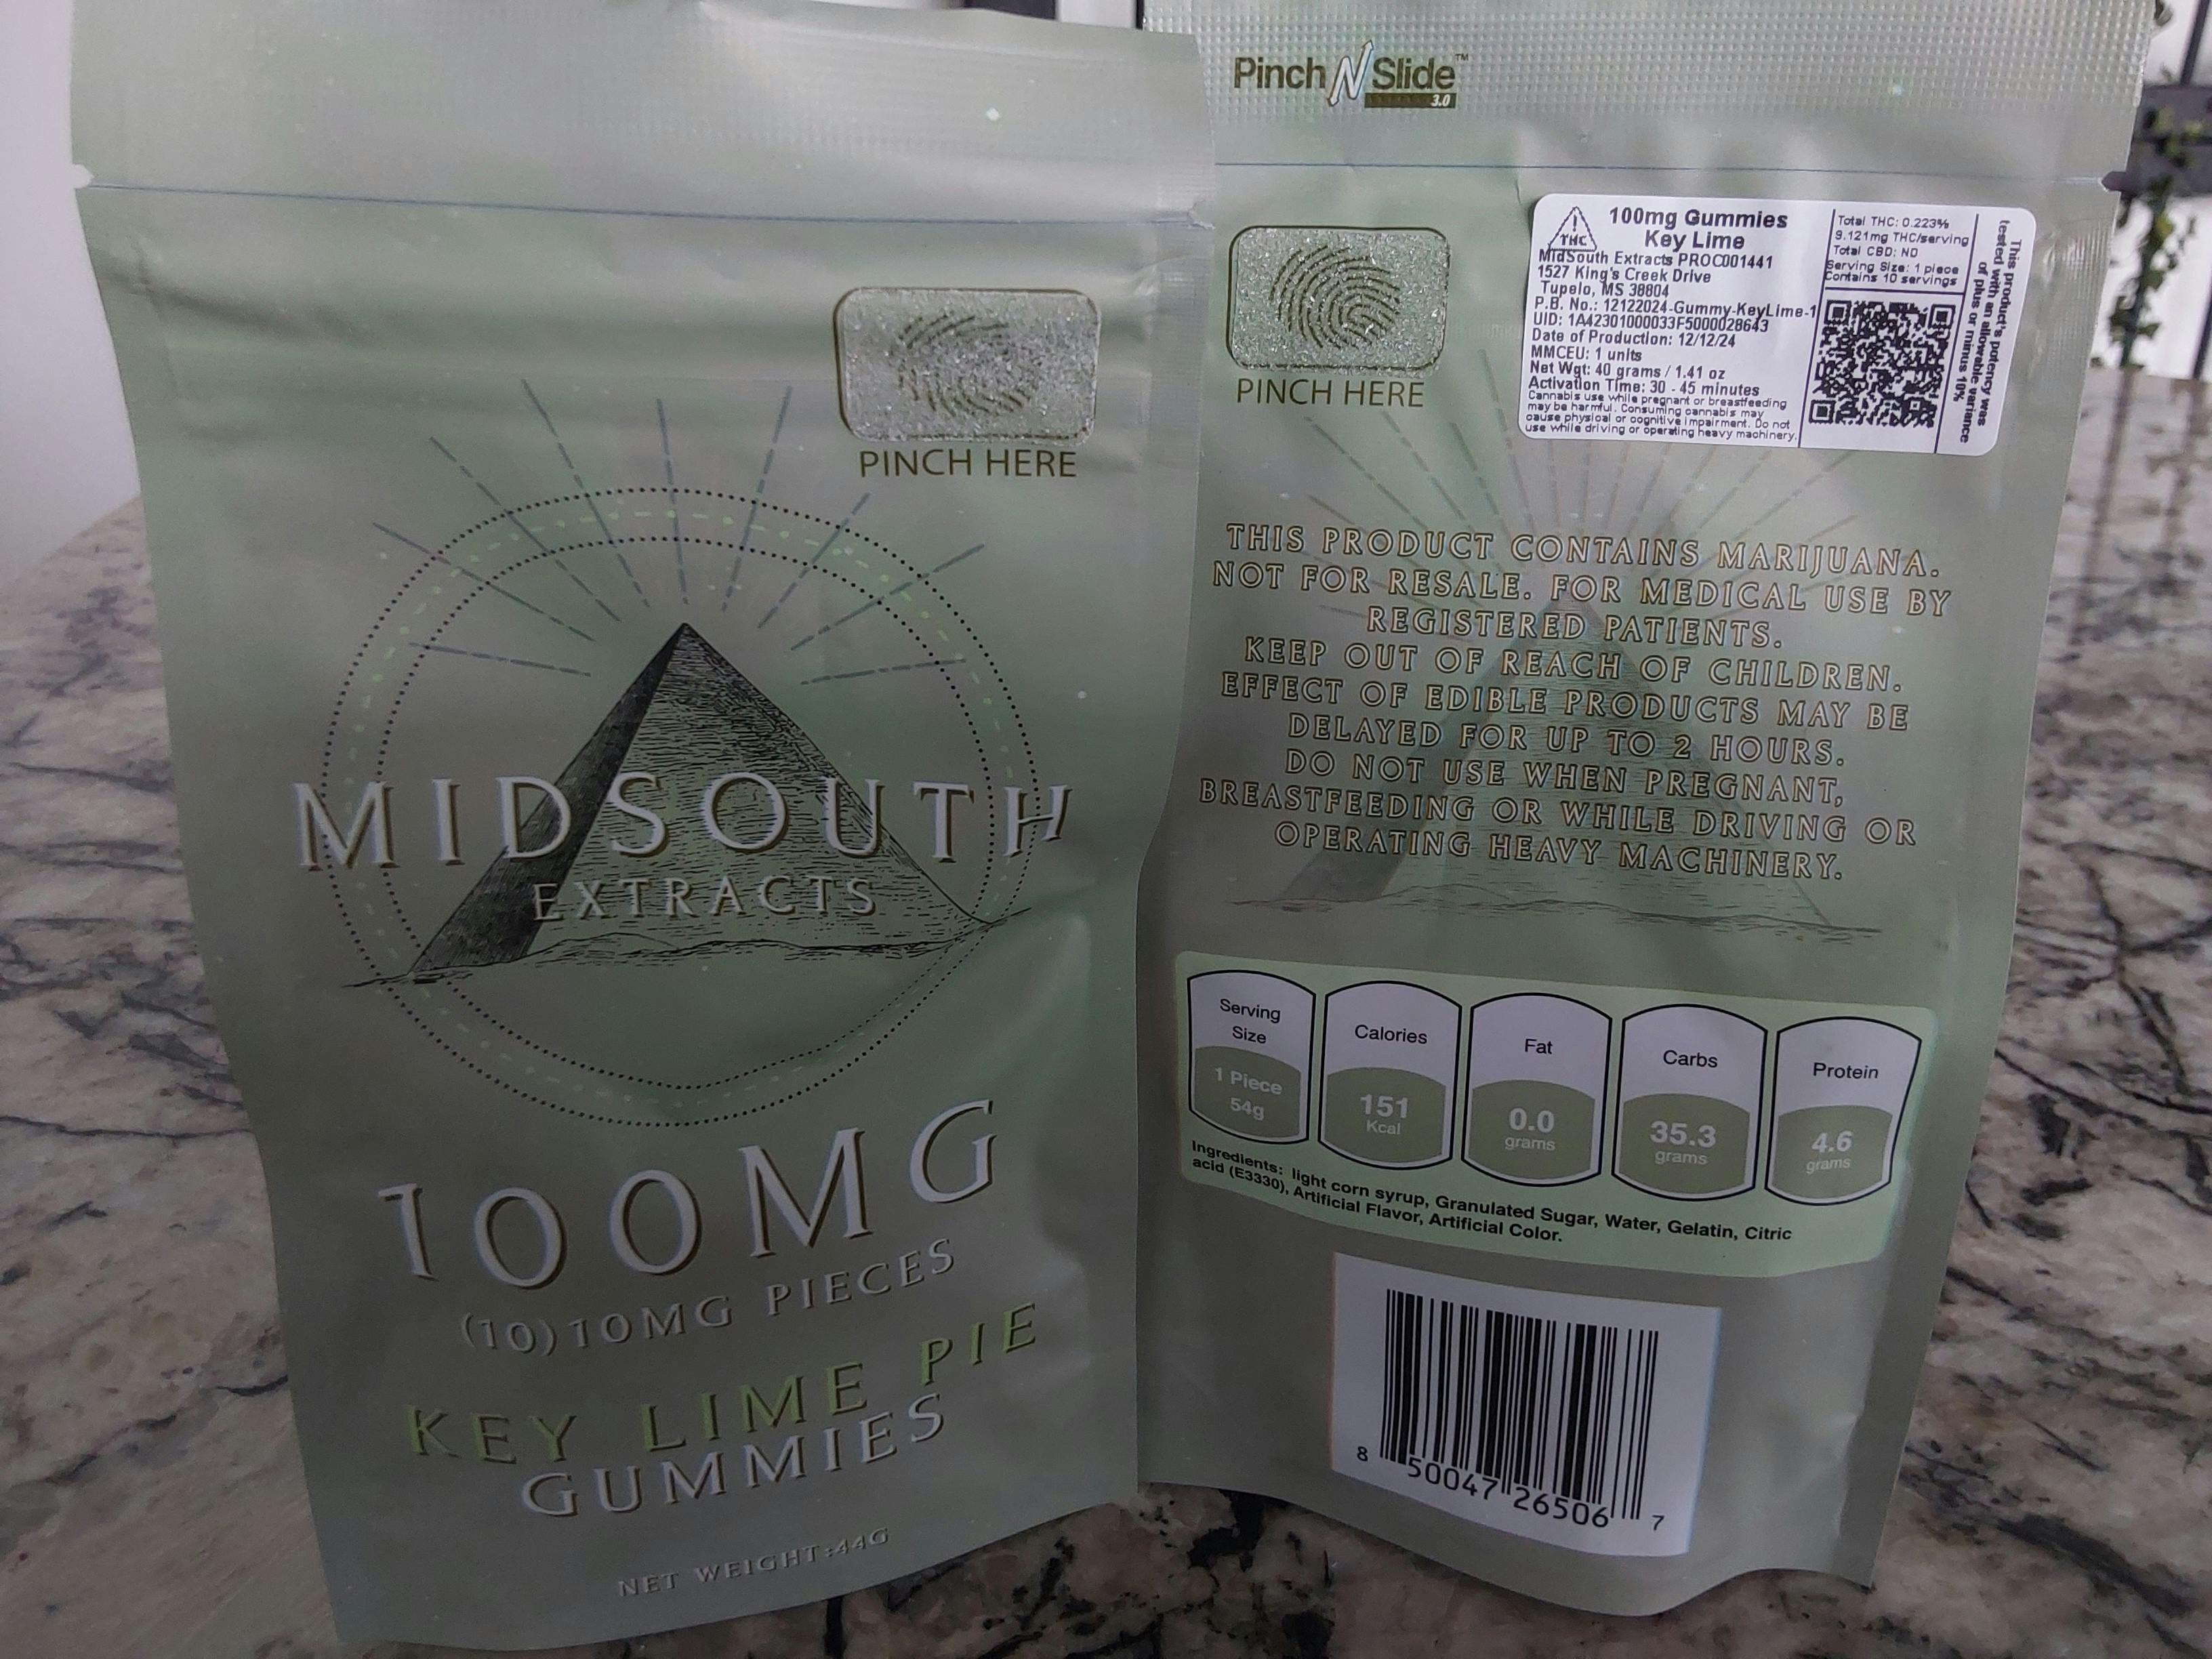 PINCH HERE
MIDSOUTH
EXTRACTS
100MG
(10)10MG PIECES
KEY LIME PIE
GUMMIES
NET WEIGHT:44G
Pinch N Slide™
3.0
PINCH HERE
THC
100mg Gummies
Key Lime
MidSouth Extracts PROC001441
1527 King's Creek Drive
Tupelo, MS 38804
P.B. No.: 12122024-Gummy-KeyLime-1
UID: 1A42301000033F5000028643
Date of Production: 12/12/24
MMCEU: 1 units
Net Wgt: 40 grams / 1.41 oz
Activation Time: 30 - 45 minutes
Cannabis use while pregnant or breastfeeding
may be harmful. Consuming cannabis may
cause physical or cognitive impairment. Do not
use while driving or operating heavy machinery.
Total THC: 0.223%
9.121mg THC/serving
Total CBD: ND
Serving Size: 1 piece
Contains 10 servings
This product's potency was
tested with an allowable variance
of plus or minus 10%
THIS PRODUCT CONTAINS MARIJUANA.
NOT FOR RESALE. FOR MEDICAL USE BY
REGISTERED PATIENTS.
KEEP OUT OF REACH OF CHILDREN.
EFFECT OF EDIBLE PRODUCTS MAY BE
DELAYED FOR UP TO 2 HOURS.
DO NOT USE WHEN PREGNANT,
BREASTFEEDING OR WHILE DRIVING OR
OPERATING HEAVY MACHINERY.
Serving
Size
1 Piece
54g
Calories
151
Kcal
Fat
0.0
grams
Carbs
35.3
grams
Protein
4.6
grams
Ingredients: light corn syrup, Granulated Sugar, Water, Gelatin, Citric
acid (E3330), Artificial Flavor, Artificial Color.
8 50047 26506 7